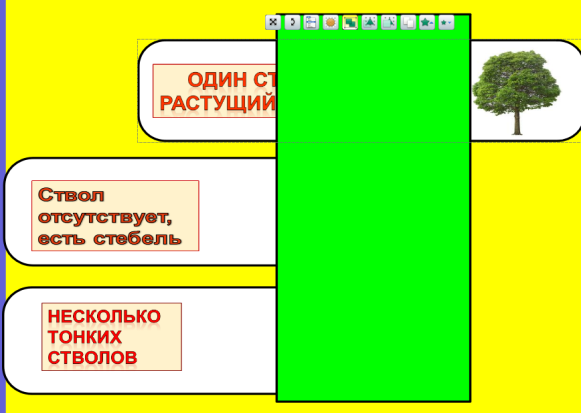 ОДИН
РАСТУЩИЙ
Ствол
отсутствует,
есть стебель
НЕСКОЛЬКО
ТОНКИХ
СТВОЛОВ